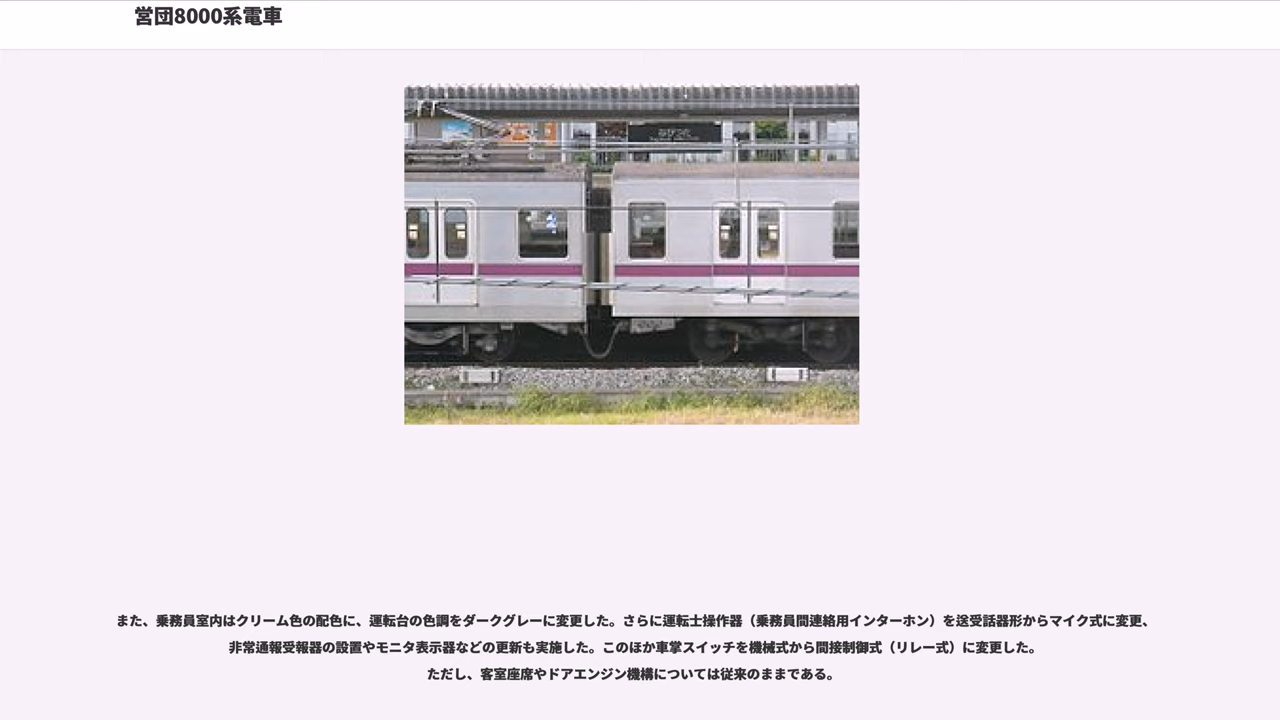 営団8000系電車
また、乗務員室内はクリーム色の配色に、運転台の色調をダークグレーに変更した。さらに運転士操作器（乗務員間連絡用インターホン）を送受話器形からマイク式に変更、
非常通報受報器の設置やモニタ表示器などの更新も実施した。このほか車掌スイッチを機械式から間接制御式（リレー式）に変更した。
ただし、客室座席やドアエンジン機構については従来のままである。